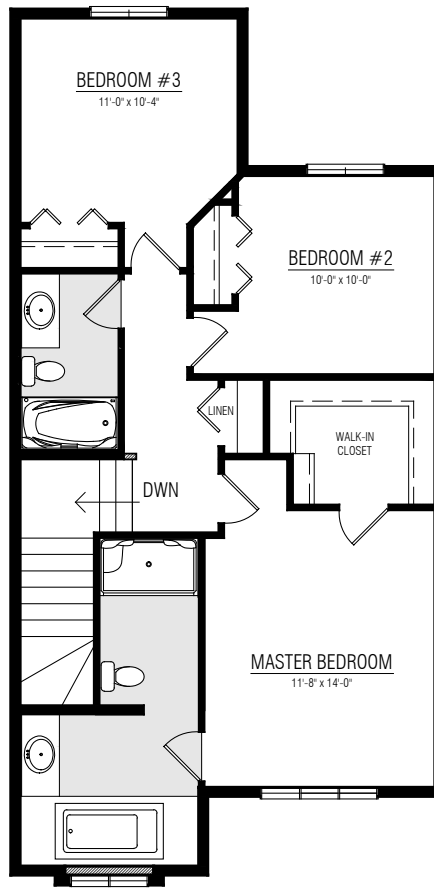 BEDROOM #3
11'-0" x 10'-4"
BEDROOM #2
10'-0" x 10'-0"
LINEN
WALK-IN
CLOSET
DWN
MASTER BEDROOM
11'-8" x 14'-0"